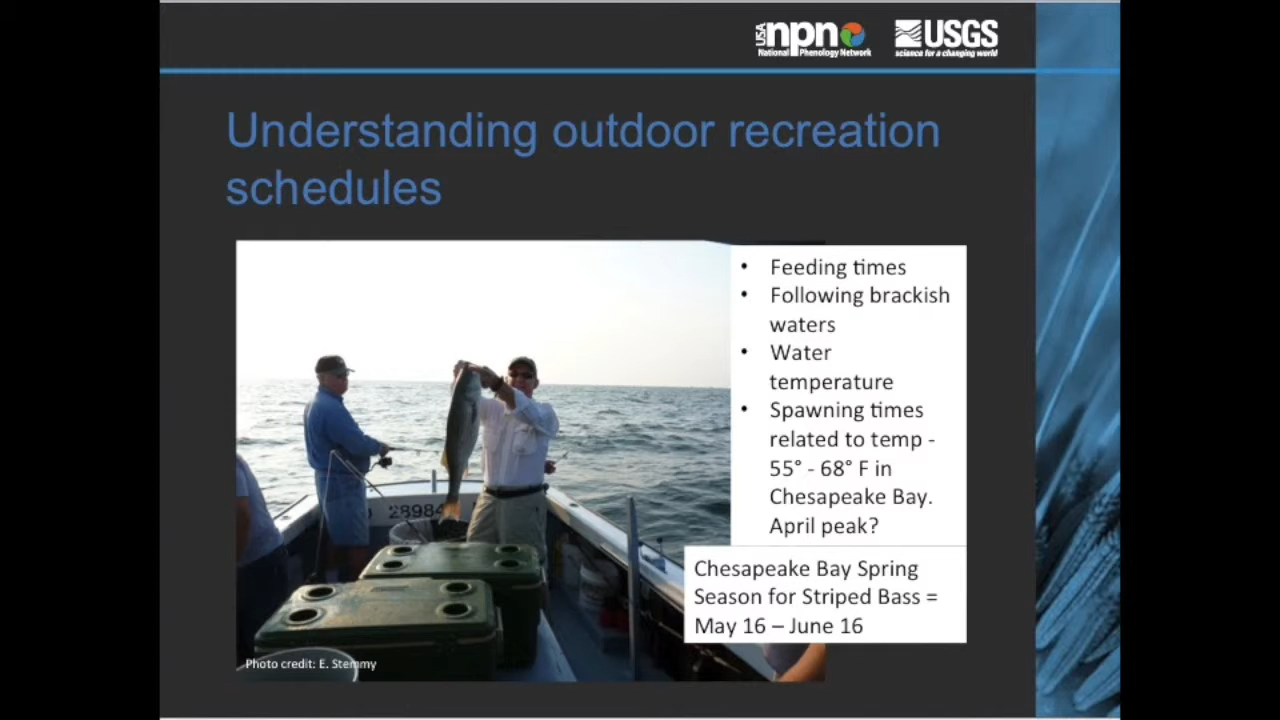 USA
npn
National Phenology Network
USGS
science for a changing world
Understanding outdoor recreation
schedules
• Feeding times
• Following brackish
waters
• Water
temperature
• Spawning times
related to temp -
55° - 68° F in
Chesapeake Bay.
April peak?
28984
Chesapeake Bay Spring
Season for Striped Bass =
May 16 – June 16
Photo credit: E. Stemmy